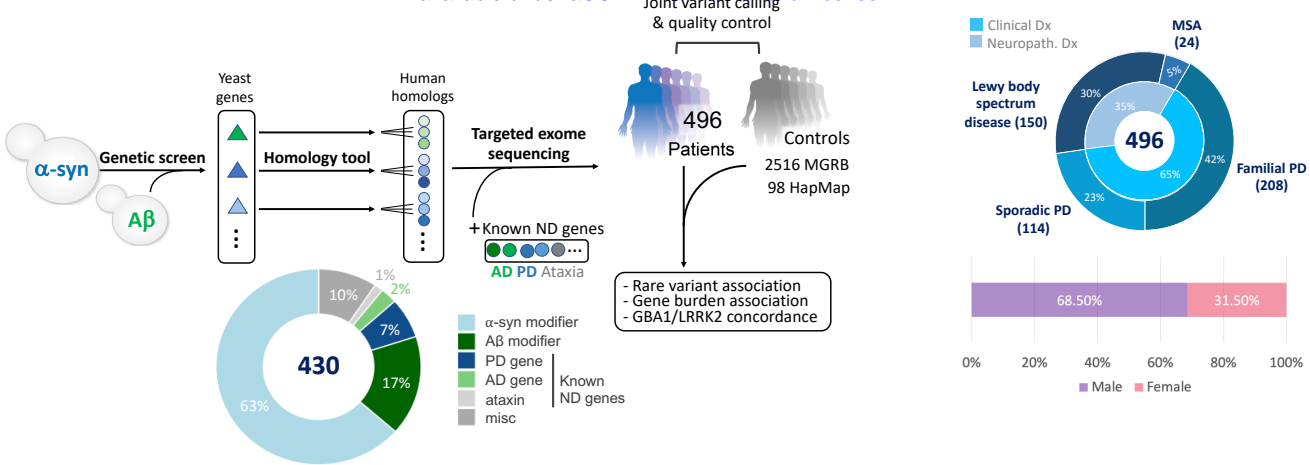 Joint variant calling
& quality control
Yeast
genes
Human
homologs
α-syn
Aβ
Genetic screen
Homology tool
Targeted exome
sequencing
+Known ND genes
...
AD PD Ataxia
496
Patients
Controls
2516 MGRB
98 HapMap
- Rare variant association
- Gene burden association
- GBA1/LRRK2 concordance
430
63%
10%
1%
2%
7%
17%
α-syn modifier
Aβ modifier
PD gene
AD gene
ataxin
misc
Known
ND genes
Clinical Dx
Neuropath. Dx
MSA
(24)
Lewy body
spectrum
disease (150)
Familial PD
(208)
Sporadic PD
(114)
496
5%
30%
35%
42%
65%
23%
68.50%
31.50%
0%
20%
40%
60%
80%
100%
Male
Female